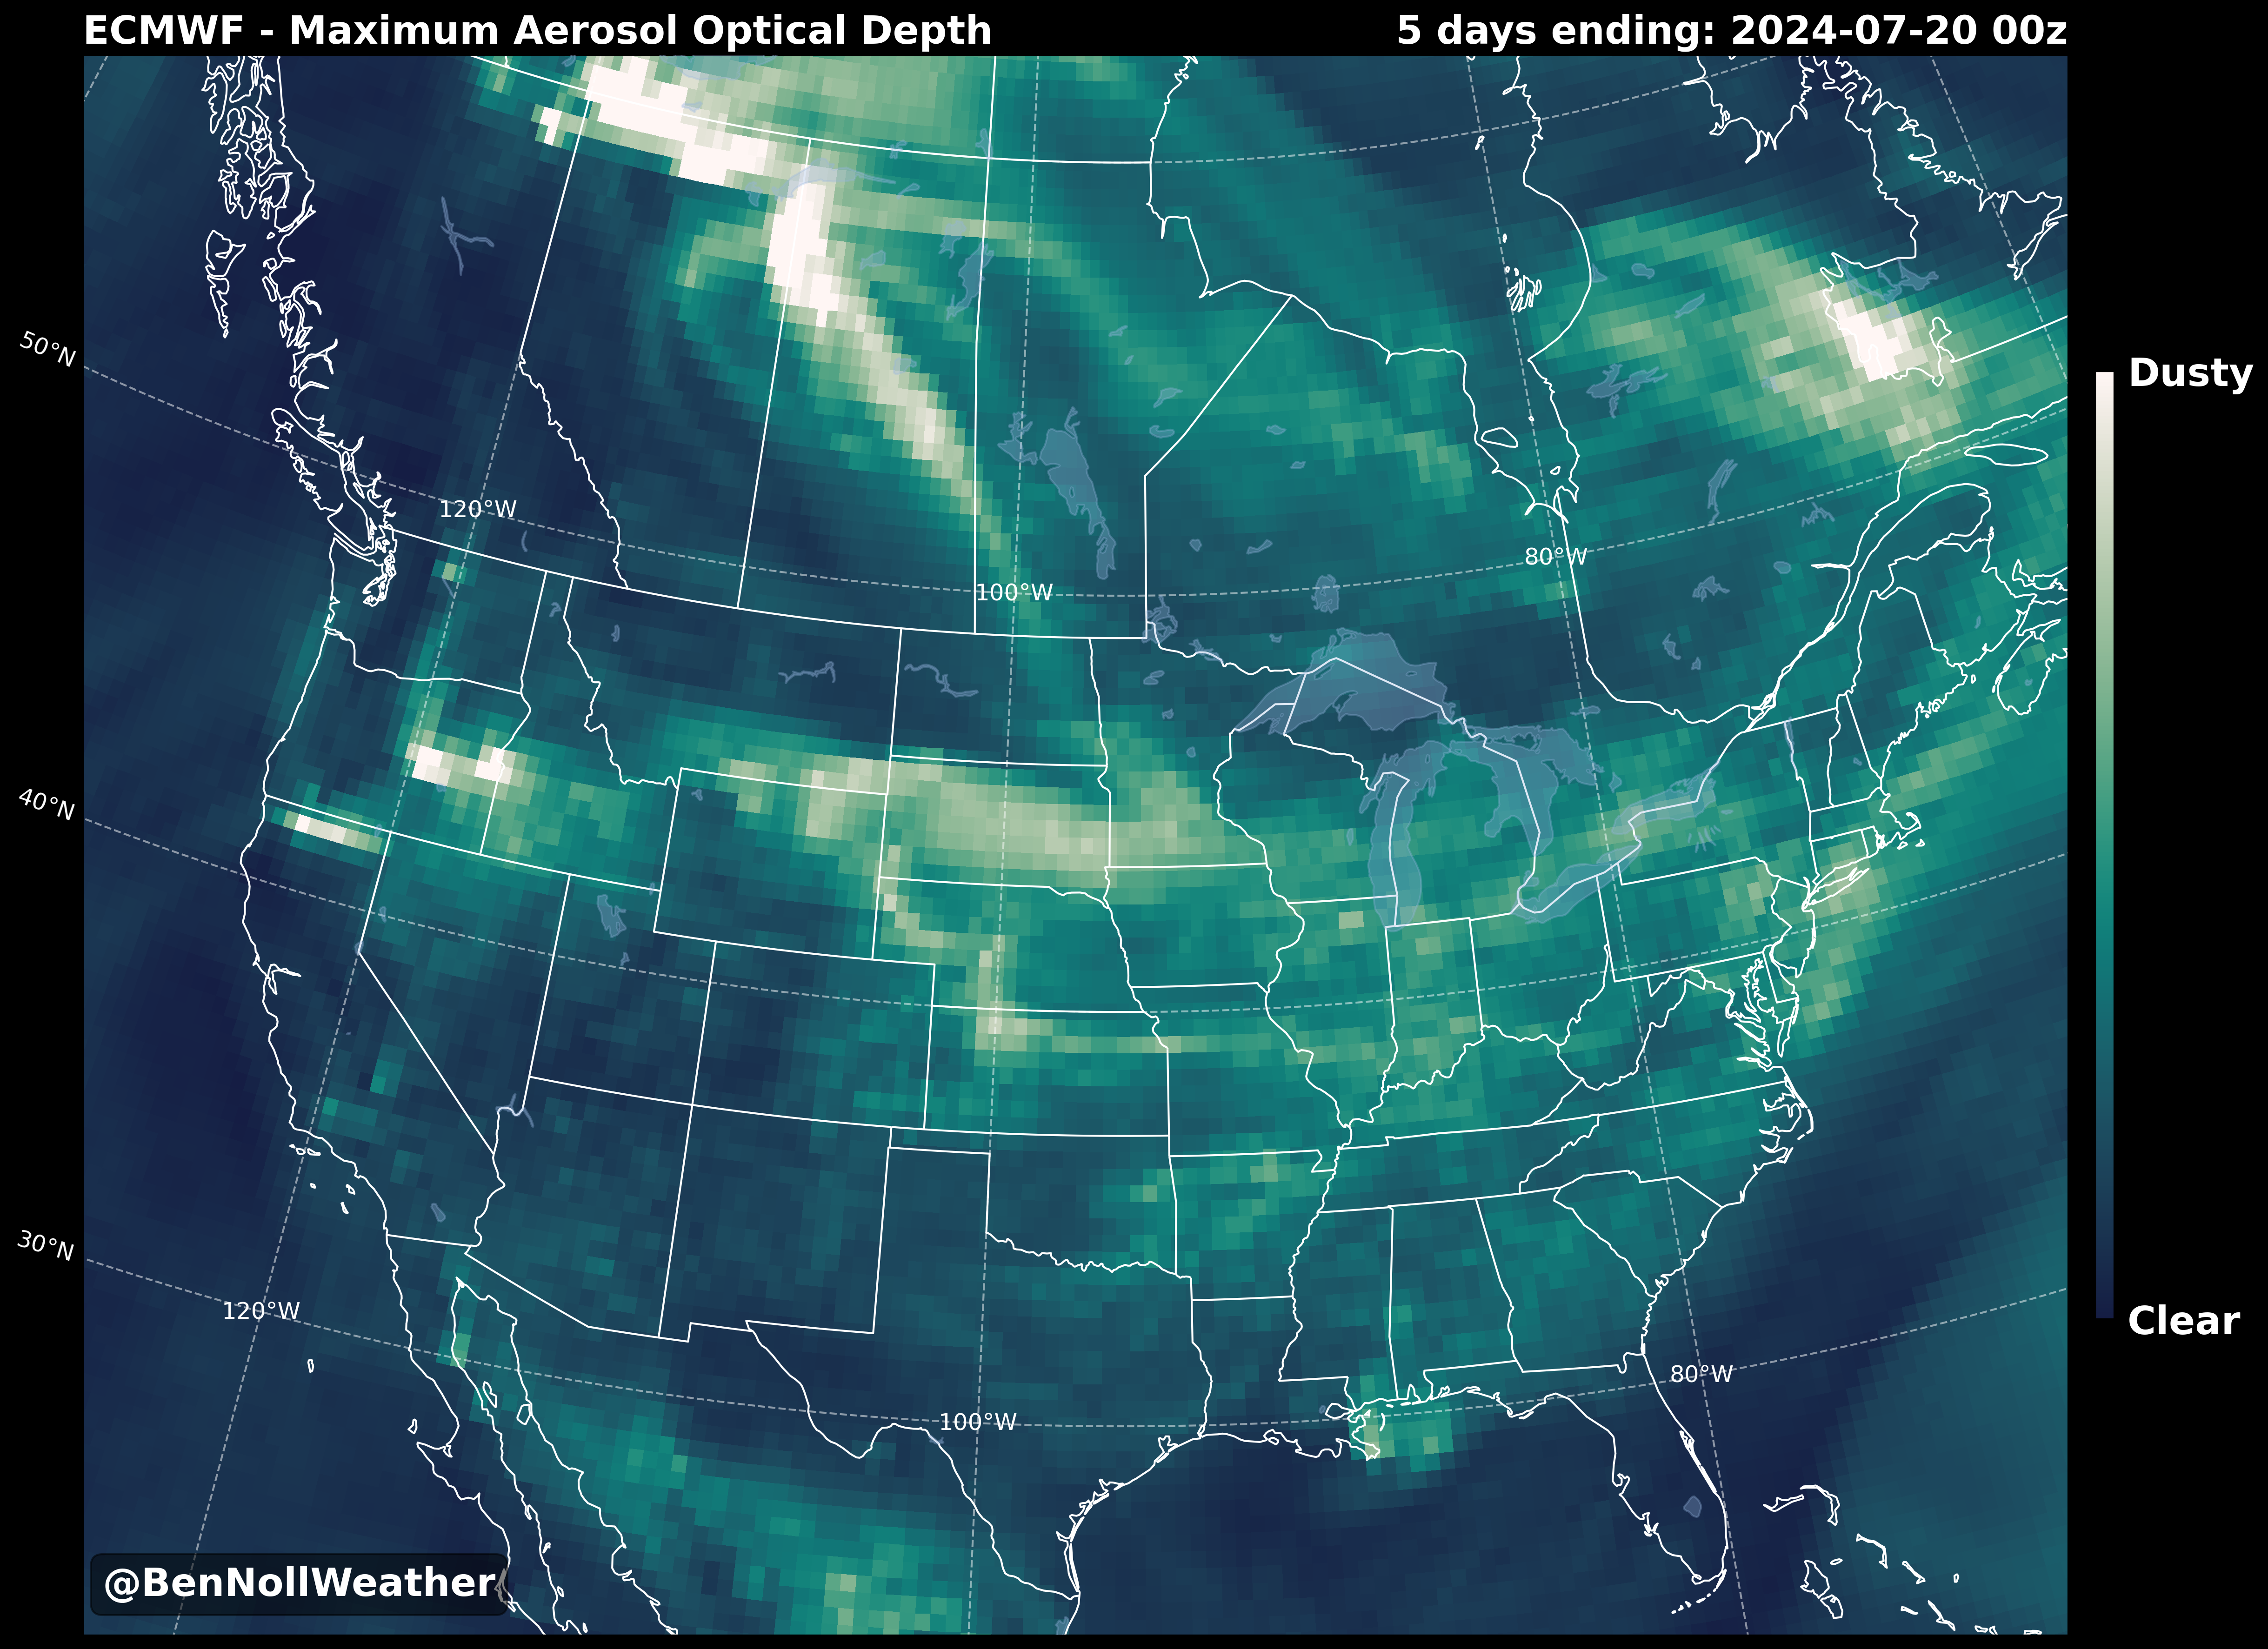 ECMWF - Maximum Aerosol Optical Depth
5 days ending: 2024-07-20 00z
Dusty
50°N
120°W
80°W
100°W
40°N
30°N
120°W
Clear
80°W
100°W
@BenNollWeather